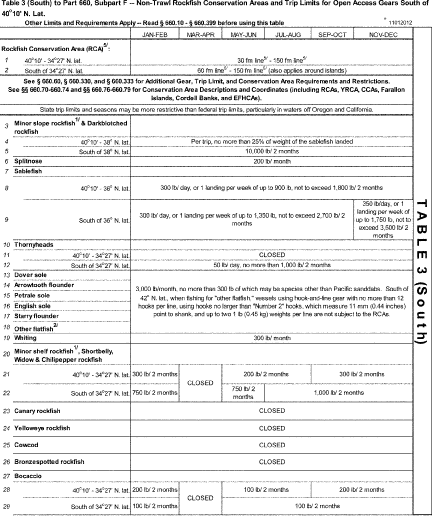 Table 3 (South) to Part 660, Subpart F -- Non-Trawl Rockfish Conservation Areas and Trip Limits for Open Access Gears South of
40°10' N. Lat.
Other Limits and Requirements Apply -- Read § 660.10 - § 660.399 before using this table 11012012
JAN-FEB MAR-APR MAY-JUN JUL-AUG SEP-OCT NOV-DEC
Rockfish Conservation Area (RCA)5/:
1 40°10' - 34°27' N. lat. 30 fm line5/ - 150 fm line5/
2 South of 34°27' N. lat. 60 fm line5/ - 150 fm line5/ (also applies around islands)
See § 660.60, § 660.330, and § 660.333 for Additional Gear, Trip Limit, and Conservation Area Requirements and Restrictions.
See §§ 660.70-660.74 and §§ 660.76-660.79 for Conservation Area Descriptions and Coordinates (including RCAs, YRCA, CCAs, Farallon
Islands, Cordell Banks, and EFHCAs).
State trip limits and seasons may be more restrictive than federal trip limits, particularly in waters off Oregon and California.
3 Minor slope rockfish1/ & Darkblotched
rockfish
4 40°10' - 38° N. lat. Per trip, no more than 25% of weight of the sablefish landed
5 South of 38° N. lat. 10,000 lb/ 2 months
6 Splitnose 200 lb/ month
7 Sablefish
8 40°10' - 36° N. lat. 300 lb/ day, or 1 landing per week of up to 900 lb, not to exceed 1,800 lb/ 2 months
9 South of 36° N. lat. 300 lb/ day, or 1 landing per week of up to 1,350 lb, not to exceed 2,700 lb/ 2
months
350 lb/day, or 1
landing per week of
up to 1,750 lb, not to
exceed 3,500 lb/ 2
months
10 Thornyheads
11 40°10' - 34°27' N. lat. CLOSED
12 South of 34°27' N. lat. 50 lb/ day, no more than 1,000 lb/ 2 months
13 Dover sole
14 Arrowtooth flounder
15 Petrale sole
16 English sole
17 Starry flounder
18 Other flatfish2/
3,000 lb/month, no more than 300 lb of which may be species other than Pacific sanddabs. South of
42° N. lat., when fishing for "other flatfish," vessels using hook-and-line gear with no more than 12
hooks per line, using hooks no larger than "Number 2" hooks, which measure 11 mm (0.44 inches)
point to shank, and up to two 1 lb (0.45 kg) weights per line are not subject to the RCAs.
19 Whiting 300 lb/ month
20 Minor shelf rockfish1/, Shortbelly,
Widow & Chilipepper rockfish
21 40°10' - 34°27' N. lat. 300 lb/ 2 months CLOSED 200 lb/ 2 months 300 lb/ 2 months
22 South of 34°27' N. lat. 750 lb/ 2 months 750 lb/ 2
months 1,000 lb/ 2 months
23 Canary rockfish CLOSED
24 Yelloweye rockfish CLOSED
25 Cowcod CLOSED
26 Bronzespotted rockfish CLOSED
27 Bocaccio
28 40°10' - 34°27' N. lat. 200 lb/ 2 months CLOSED 100 lb/ 2 months 200 lb/ 2 months
29 South of 34°27' N. lat. 100 lb/ 2 months 100 lb/ 2 months
TABLE 3 (South)